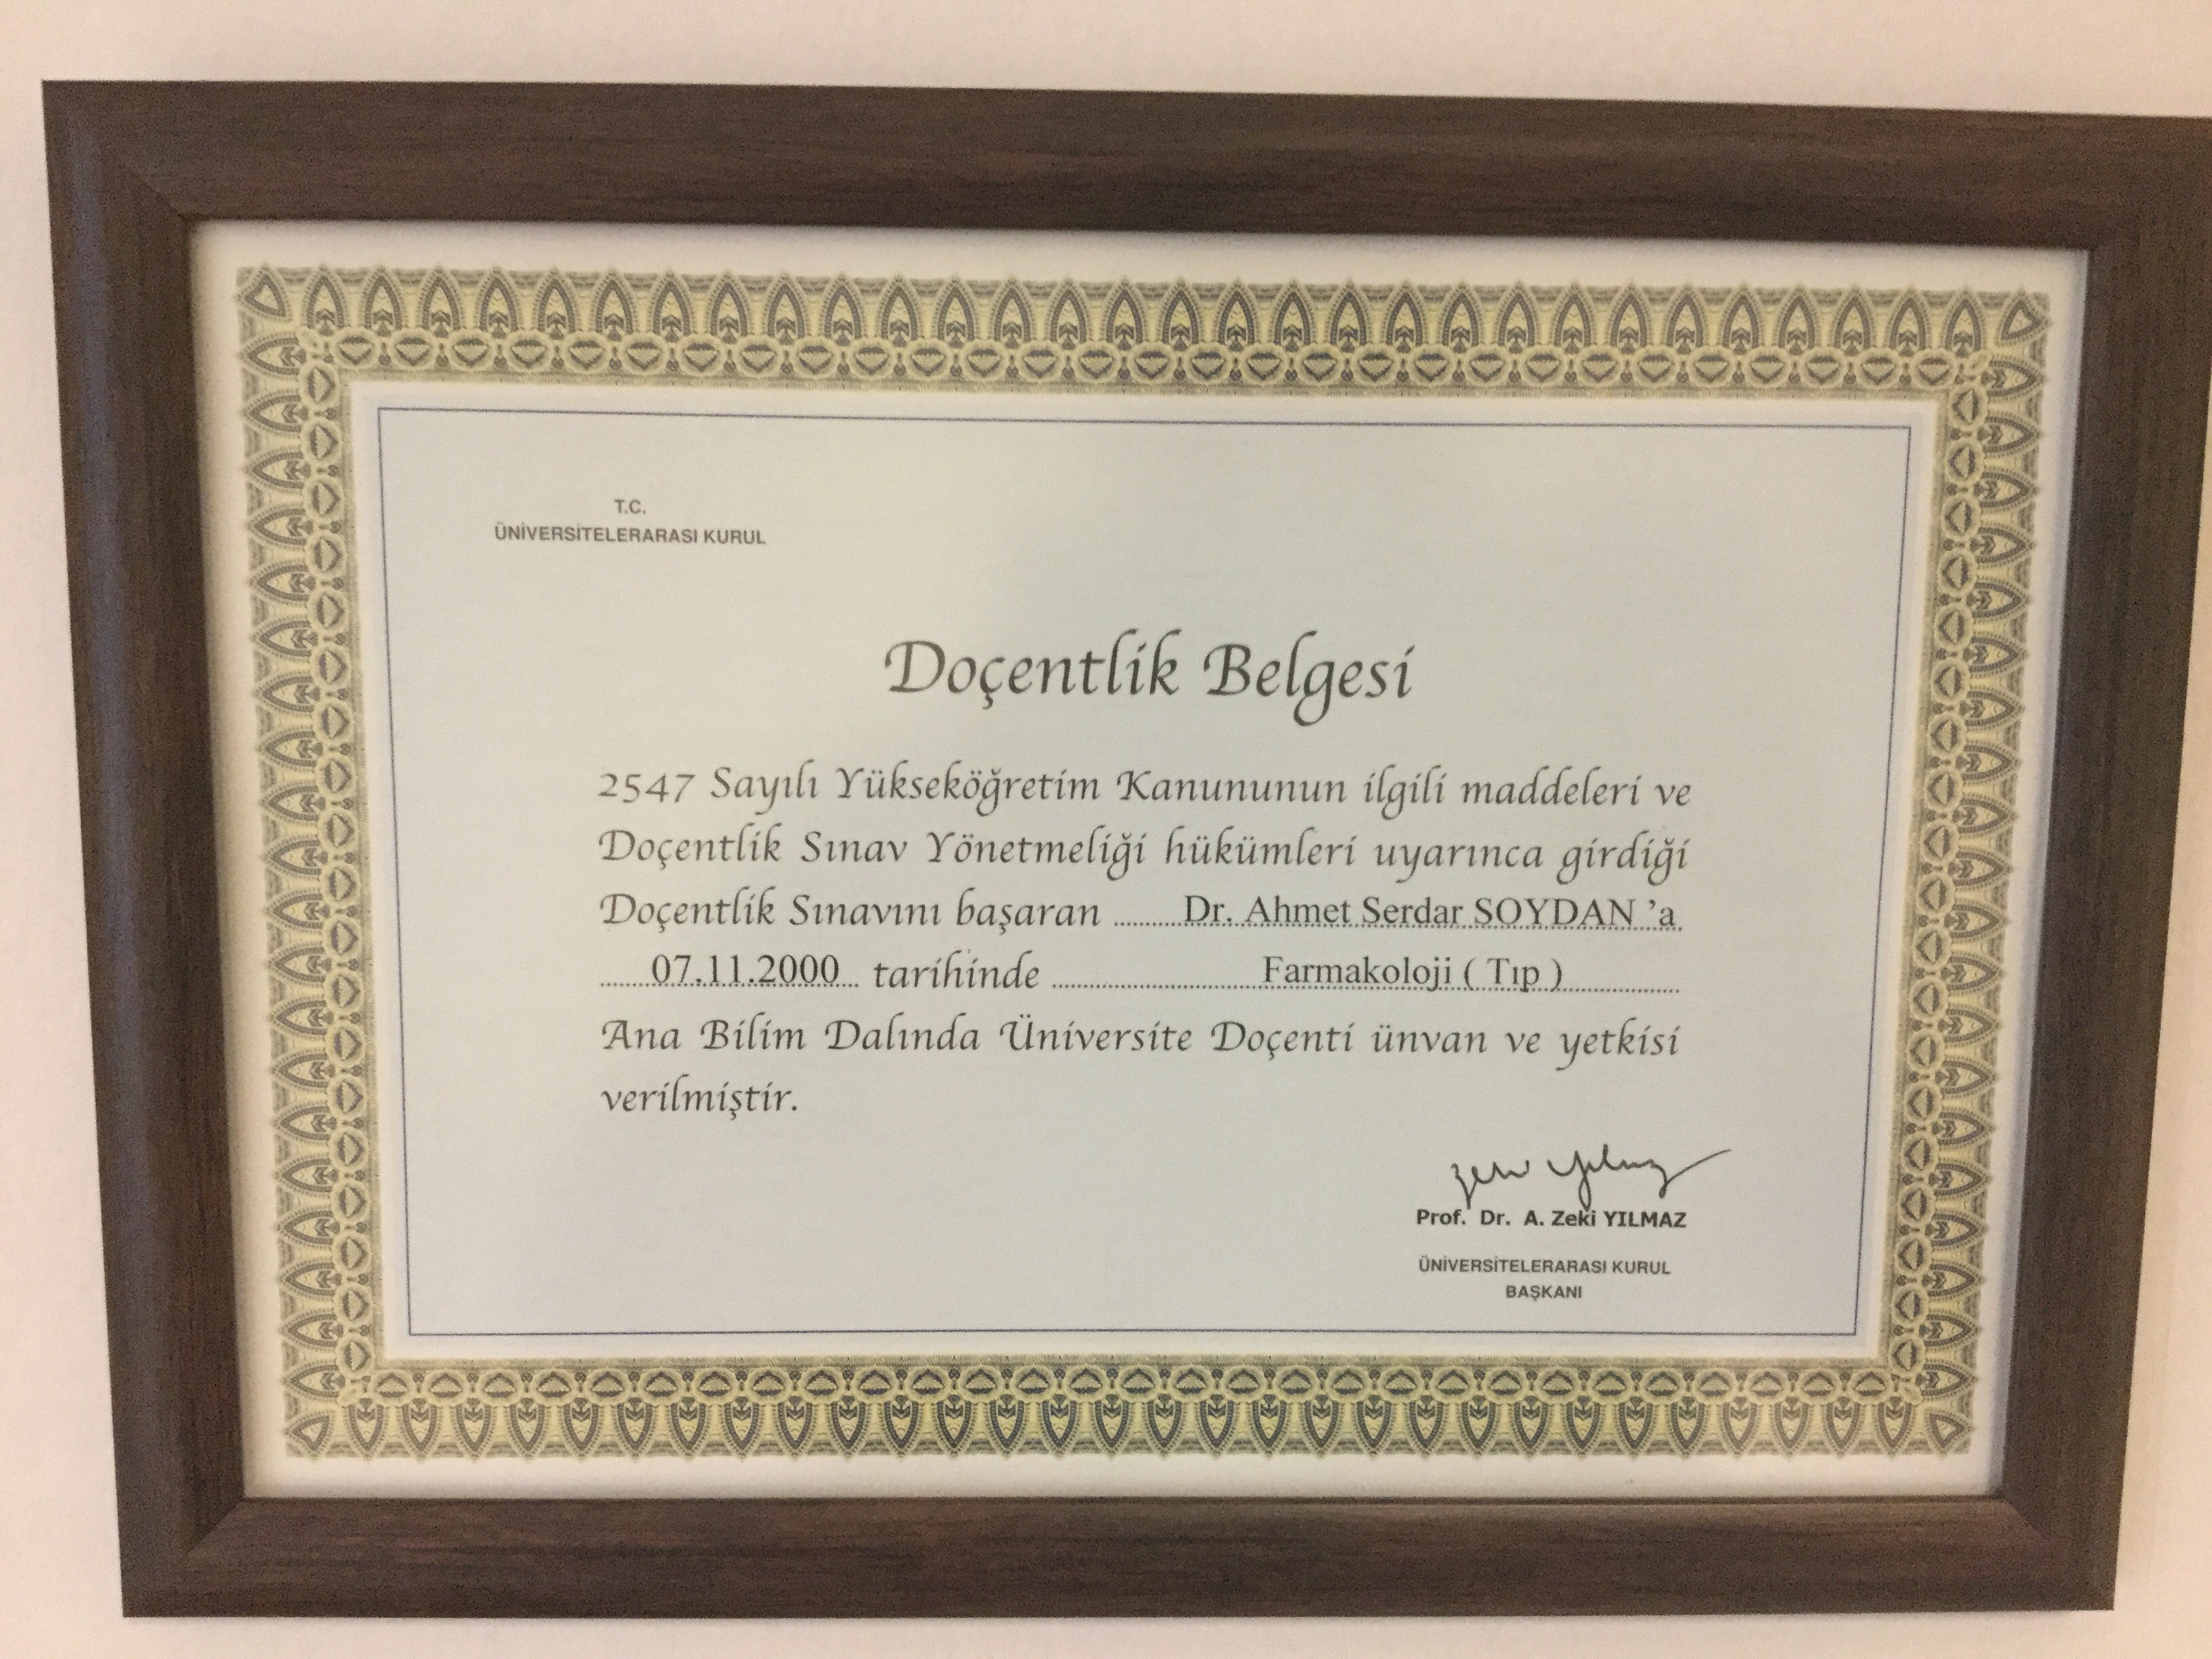 T.C.
ÜNİVERSİTELERARASI KURUL
Doçentlik Belgesi
2547 Sayılı Yükseköğretim Kanununun ilgili maddeleri ve
Doçentlik Sınav Yönetmeliği hükümleri uyarınca girdiği
Doçentlik Sınavını başaran ........Dr. Ahmet Serdar SOYDAN 'a
......07.11.2000.. tarihinde ........................Farmakoloji ( Tıp )..............
Ana Bilim Dalında Üniversite Doçenti ünvan ve yetkisi
verilmiştir.
Zeki Yılmaz
Prof. Dr. A. Zeki YILMAZ
ÜNİVERSİTELERARASI KURUL
BAŞKANI